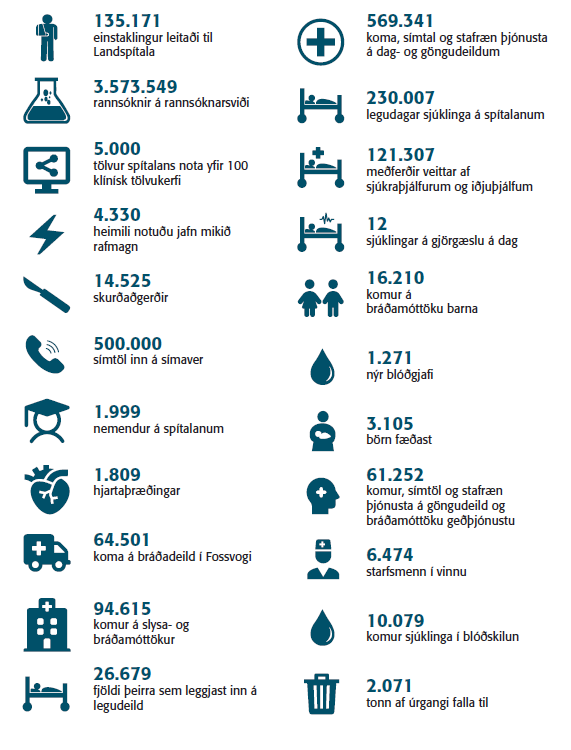 135.171
einstaklingur leitaði til
Landspítala
3.573.549
rannsóknir á rannsóknarsviði
5.000
tölvur spítalans nota yfir 100
klínísk tölvukerfi
4.330
heimili notuðu jafn mikið
rafmagn
14.525
skurðaðgerðir
500.000
símtöl inn á símaver
1.999
nemendur á spítalanum
1.809
hjartaþræðingar
64.501
koma á bráðadeild í Fossvogi
94.615
komur á slysa- og
bráðamóttökur
26.679
fjöldi þeirra sem leggjast inn á
legudeild
569.341
koma, símtal og stafræn þjónusta
á dag- og göngudeildum
230.007
legudagar sjúklinga á spítalanum
121.307
meðferðir veittar af
sjúkraþjálfurum og iðjuþjálfum
12
sjúklingar á gjörgæslu á dag
16.210
komur á
bráðamóttöku barna
1.271
nýr blóðgjafi
3.105
börn fæðast
61.252
komur, símtöl og stafræn
þjónusta á göngudeild og
bráðamóttöku geðþjónustu
6.474
starfsmenn í vinnu
10.079
komur sjúklinga í blóðskilun
2.071
tonn af úrgangi falla til